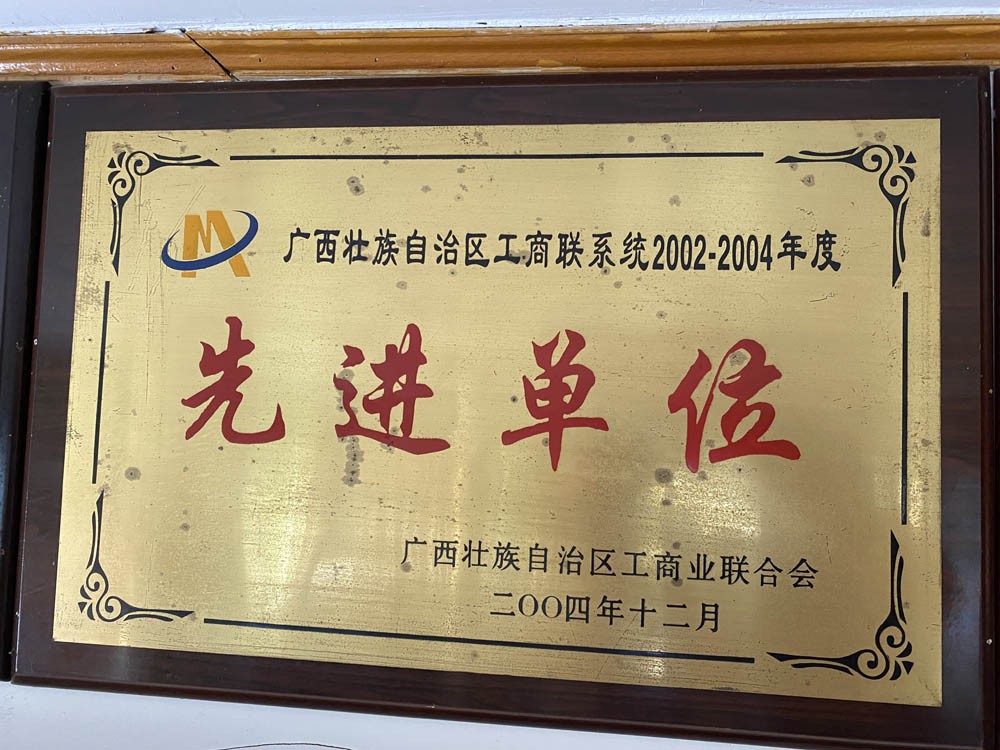 广西壮族自治区工商联系统2002-2004年度
先进单位
广西壮族自治区工商业联合会
二〇〇四年十二月